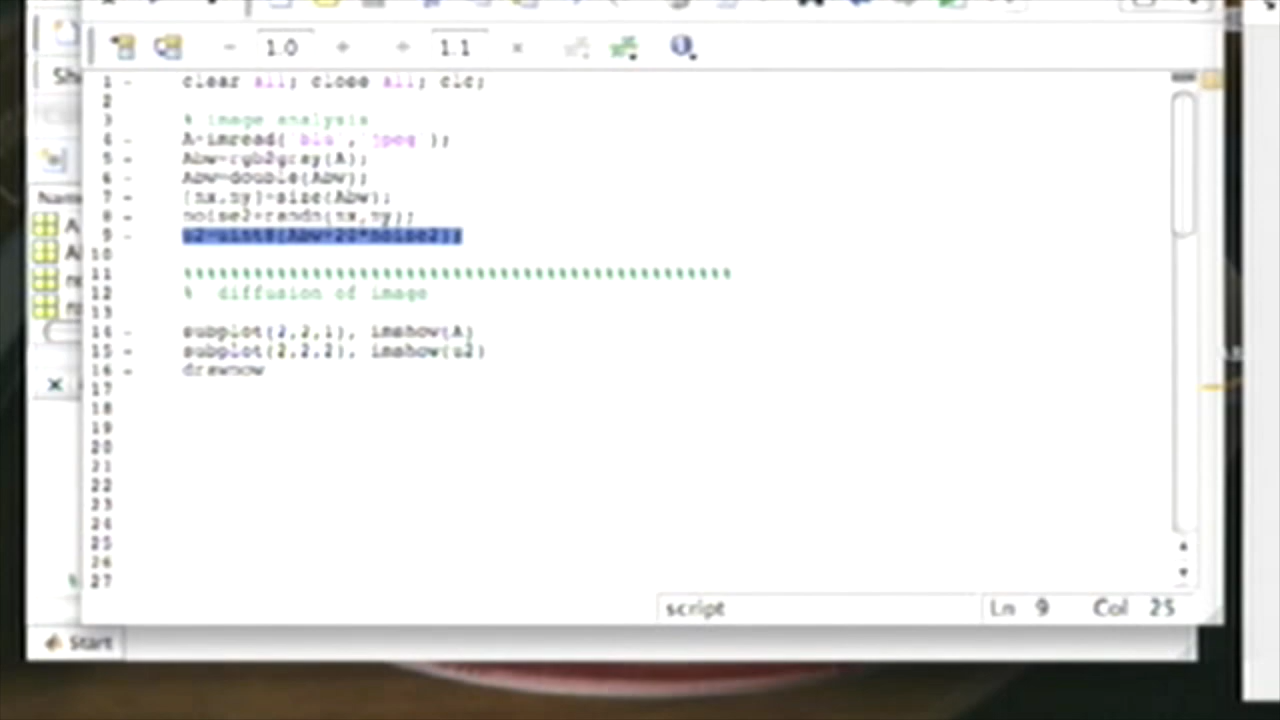 1.0
1.1
1 - clear all; close all; clc;
2
3 % image analysis
4 - A=imread('blu','jpeg');
5 - Abw=rgb2gray(A);
6 - Abw=double(Abw);
7 - [nx,ny]=size(Abw);
8 - noise2=randn(nx,ny);
9 - u2=uint8(Abw+20*noise2);
10
11 %%%%%%%%%%%%%%%%%%%%%%%%%%%%%%%%%%%%%%%%%%%%%%%
12 % diffusion of image
13
14 - subplot(2,2,1), imshow(A)
15 - subplot(2,2,2), imshow(u2)
16 - drawnow
17
18
19
20
21
22
23
24
25
26
27
script
Ln 9 Col 25
Start